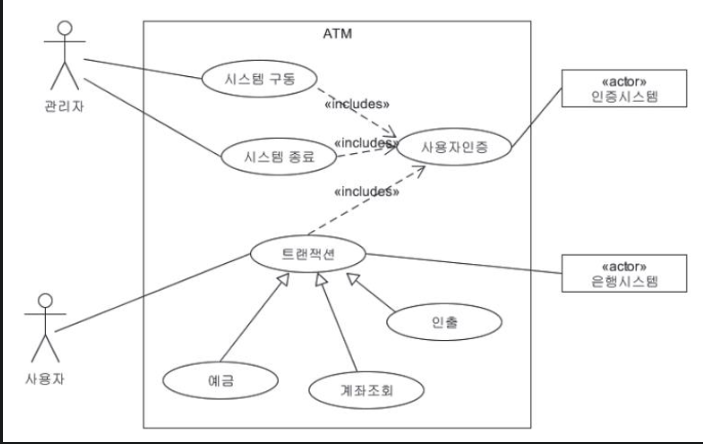 ATM
시스템 구동
«actor»
인증시스템
관리자
«includes»
«includes»
시스템 종료
사용자인증
«includes»
트랜잭션
«actor»
은행시스템
인출
사용자
예금
계좌조회